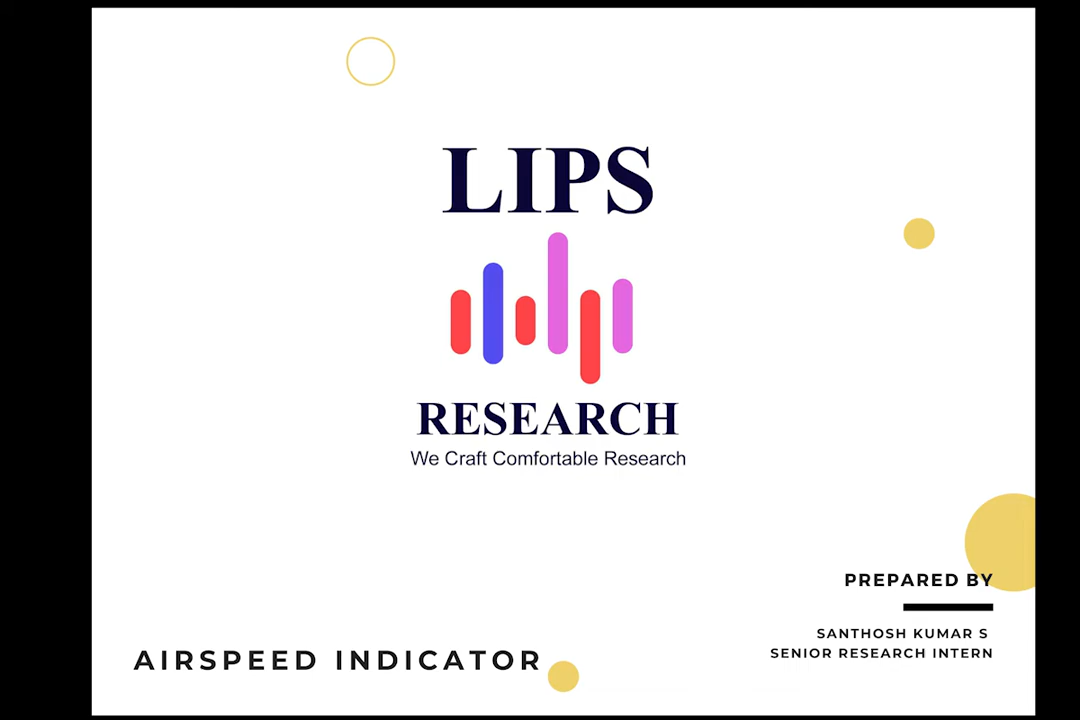 LIPS
RESEARCH
We Craft Comfortable Research
PREPARED BY
SANTHOSH KUMAR S
SENIOR RESEARCH INTERN
AIRSPEED INDICATOR